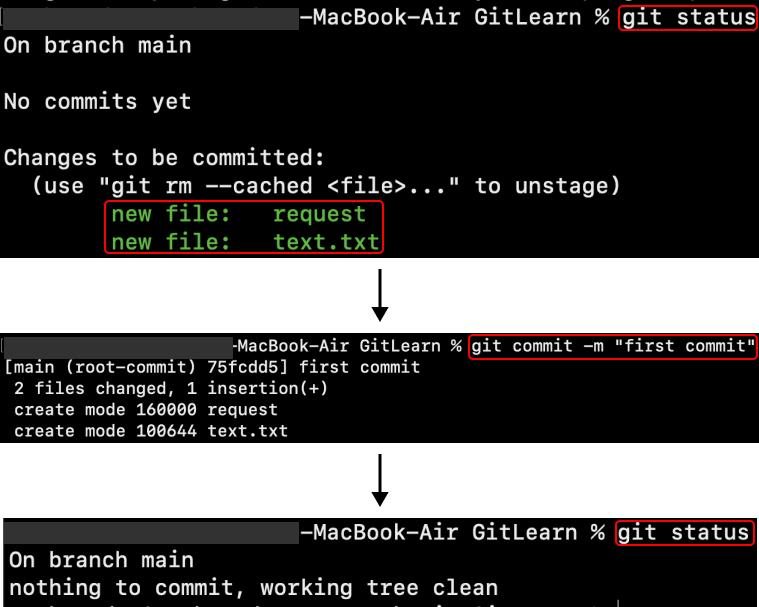 -MacBook-Air GitLearn % git status
On branch main
No commits yet
Changes to be committed:
(use "git rm --cached <file>..." to unstage)
new file: request
new file: text.txt
-MacBook-Air GitLearn % git commit -m "first commit"
[main (root-commit) 75fcdd5] first commit
2 files changed, 1 insertion(+)
create mode 160000 request
create mode 100644 text.txt
-MacBook-Air GitLearn % git status
On branch main
nothing to commit, working tree clean